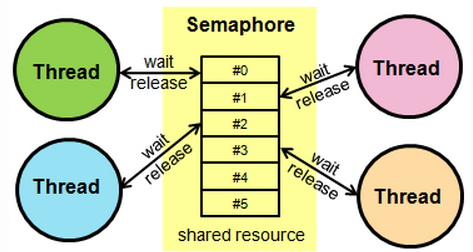 Semaphore
Thread
wait
release
#0
#1
#2
#3
#4
#5
wait
release
Thread
Thread
wait
release
wait
release
Thread
shared resource